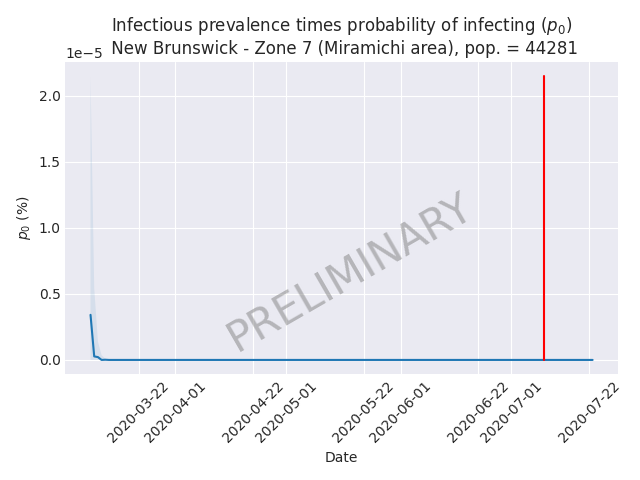 Infectious prevalence times probability of infecting (p₀)
New Brunswick - Zone 7 (Miramichi area), pop. = 44281
1e−5
2.0
1.5
1.0
0.5
0.0
p₀ (%)
PRELIMINARY
2020-03-22
2020-04-01
2020-04-22
2020-05-01
2020-05-22
2020-06-01
2020-06-22
2020-07-01
2020-07-22
Date